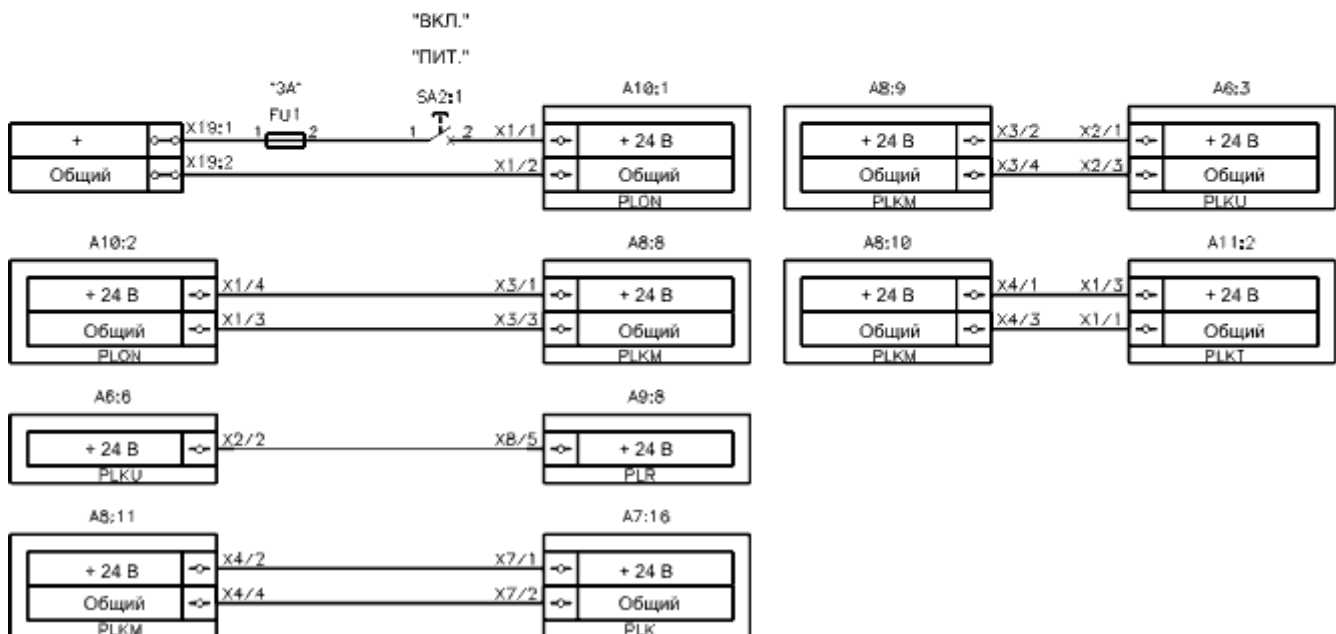 "ВКЛ."
"ПИТ."
"3А"
FU1
SA2:1
A10:1
+
X19:1
1
2
1
2
X1/1
+ 24 В
Общий
X19:2
X1/2
Общий
PLON
A8:9
A6:3
+ 24 В
X3/2
X2/1
+ 24 В
Общий
X3/4
X2/3
Общий
PLKM
PLKU
A10:2
A8:8
+ 24 В
X1/4
X3/1
+ 24 В
Общий
X1/3
X3/3
Общий
PLON
PLKM
A8:10
A11:2
+ 24 В
X4/1
X1/3
+ 24 В
Общий
X4/3
X1/1
Общий
PLKM
PLKT
A6:6
A9:8
+ 24 В
X2/2
X8/5
+ 24 В
PLKU
PLR
A8:11
A7:16
+ 24 В
X4/2
X7/1
+ 24 В
Общий
X4/4
X7/2
Общий
PLKM
PLK